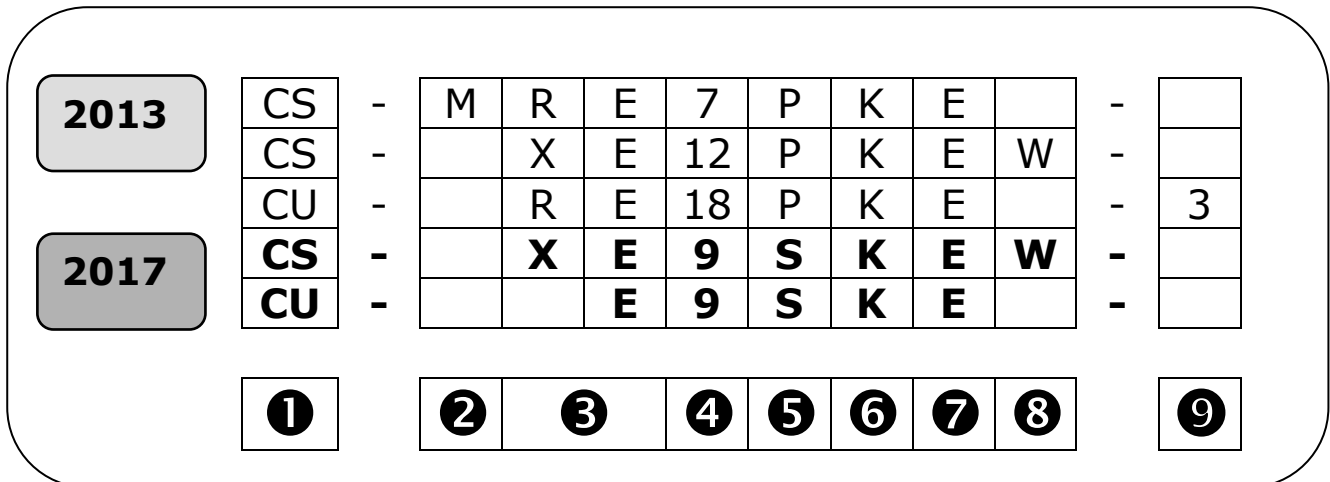 2013
CS - M R E 7 P K E -
CS - X E 12 P K E W -
CU - R E 18 P K E - 3
2017
CS - X E 9 S K E W -
CU - E 9 S K E -
❶ ❷ ❸ ❹ ❺ ❻ ❼ ❽ ❾